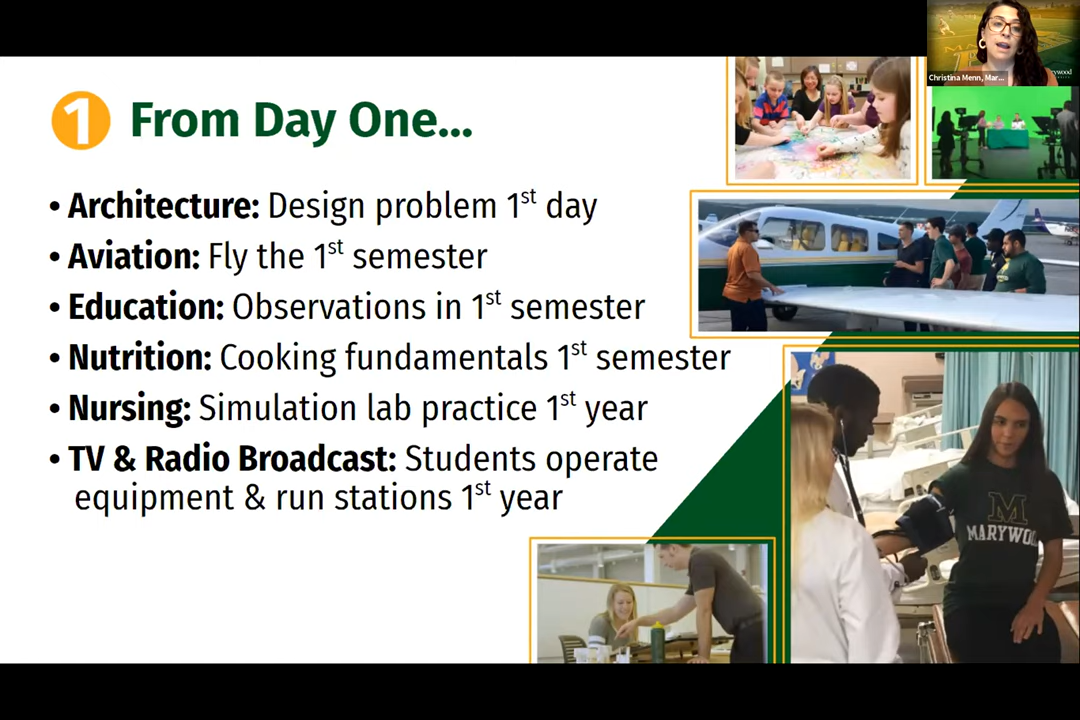 Christina Menn, Mar...
1 From Day One...
• Architecture: Design problem 1st day
• Aviation: Fly the 1st semester
• Education: Observations in 1st semester
• Nutrition: Cooking fundamentals 1st semester
• Nursing: Simulation lab practice 1st year
• TV & Radio Broadcast: Students operate
equipment & run stations 1st year
M
MARYWO